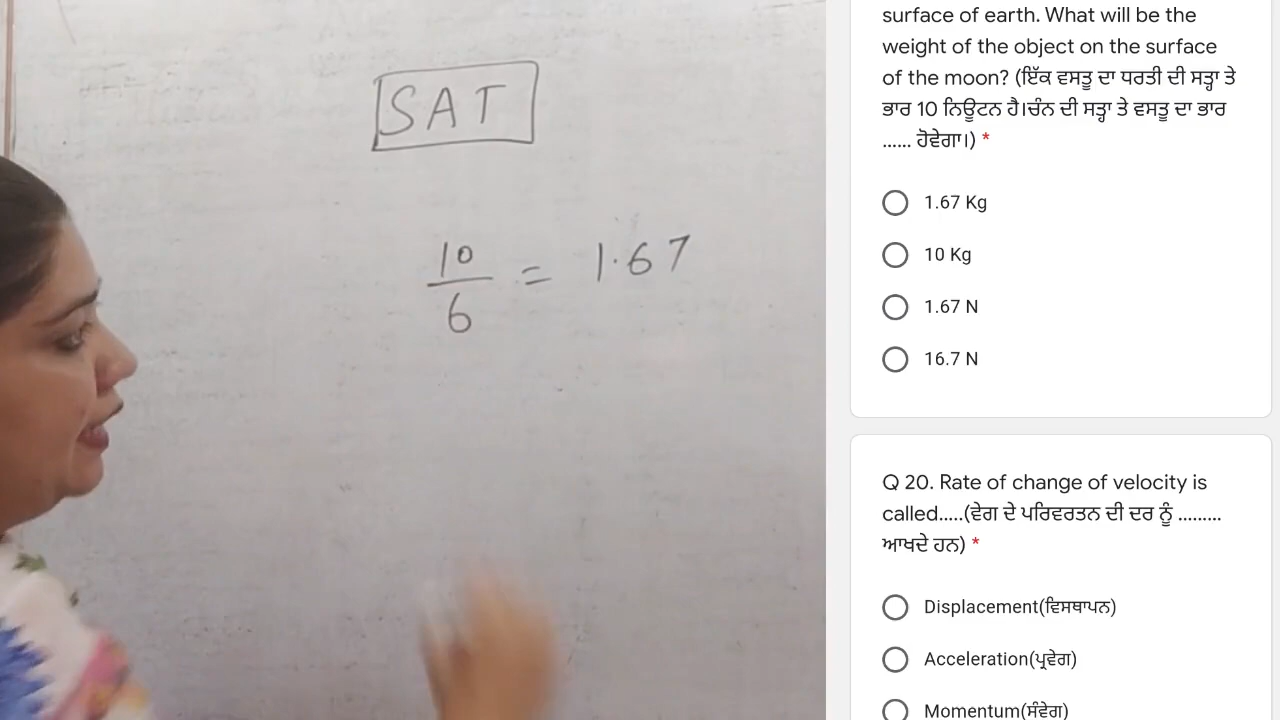 SAT
10
6
= 1.67
surface of earth. What will be the
weight of the object on the surface
of the moon? (ਇੱਕ ਵਸਤੂ ਦਾ ਧਰਤੀ ਦੀ ਸਤ੍ਹਾ ਤੇ
ਭਾਰ 10 ਨਿਊਟਨ ਹੈ।ਚੰਨ ਦੀ ਸਤ੍ਹਾ ਤੇ ਵਸਤੂ ਦਾ ਭਾਰ
...... ਹੋਵੇਗਾ।) *
1.67 Kg
10 Kg
1.67 N
16.7 N
Q 20. Rate of change of velocity is
called.....(ਵੇਗ ਦੇ ਪਰਿਵਰਤਨ ਦੀ ਦਰ ਨੂੰ .........
ਆਖਦੇ ਹਨ) *
Displacement(ਵਿਸਥਾਪਨ)
Acceleration(ਪ੍ਰਵੇਗ)
Momentum(ਸੰਵੇਗ)